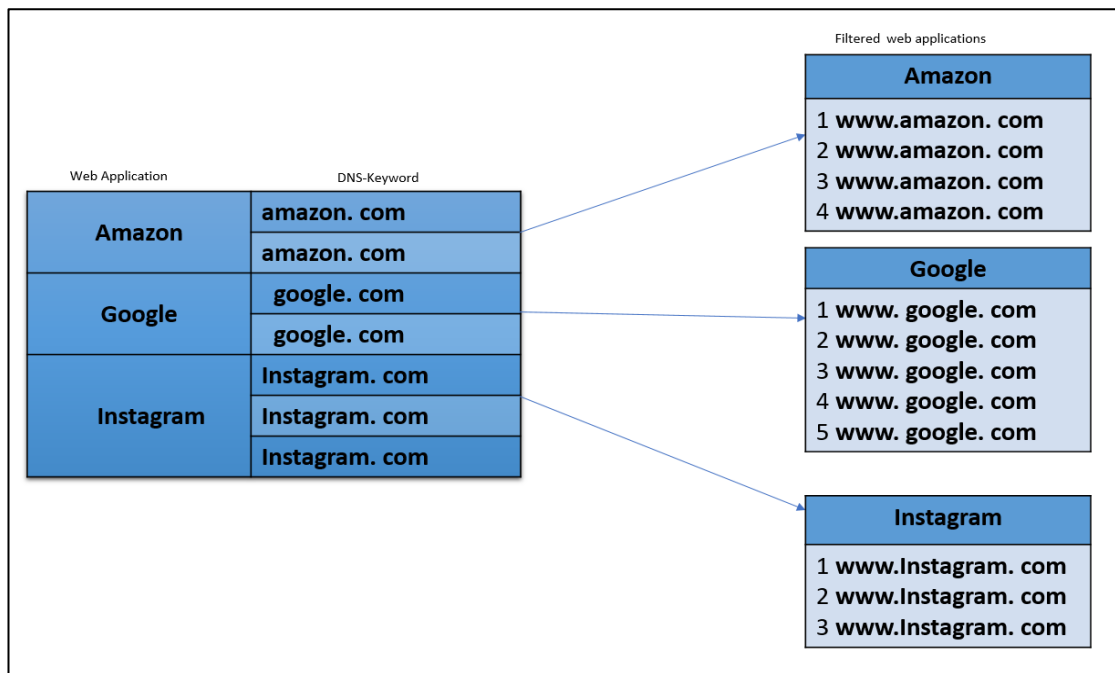 Filtered web applications
Amazon
1 www.amazon. com
2 www.amazon. com
3 www.amazon. com
4 www.amazon. com
Web Application
DNS-Keyword
Amazon
amazon. com
amazon. com
Google
google. com
google. com
Instagram
Instagram. com
Instagram. com
Instagram. com
Google
1 www. google. com
2 www. google. com
3 www. google. com
4 www. google. com
5 www. google. com
Instagram
1 www.Instagram. com
2 www.Instagram. com
3 www.Instagram. com